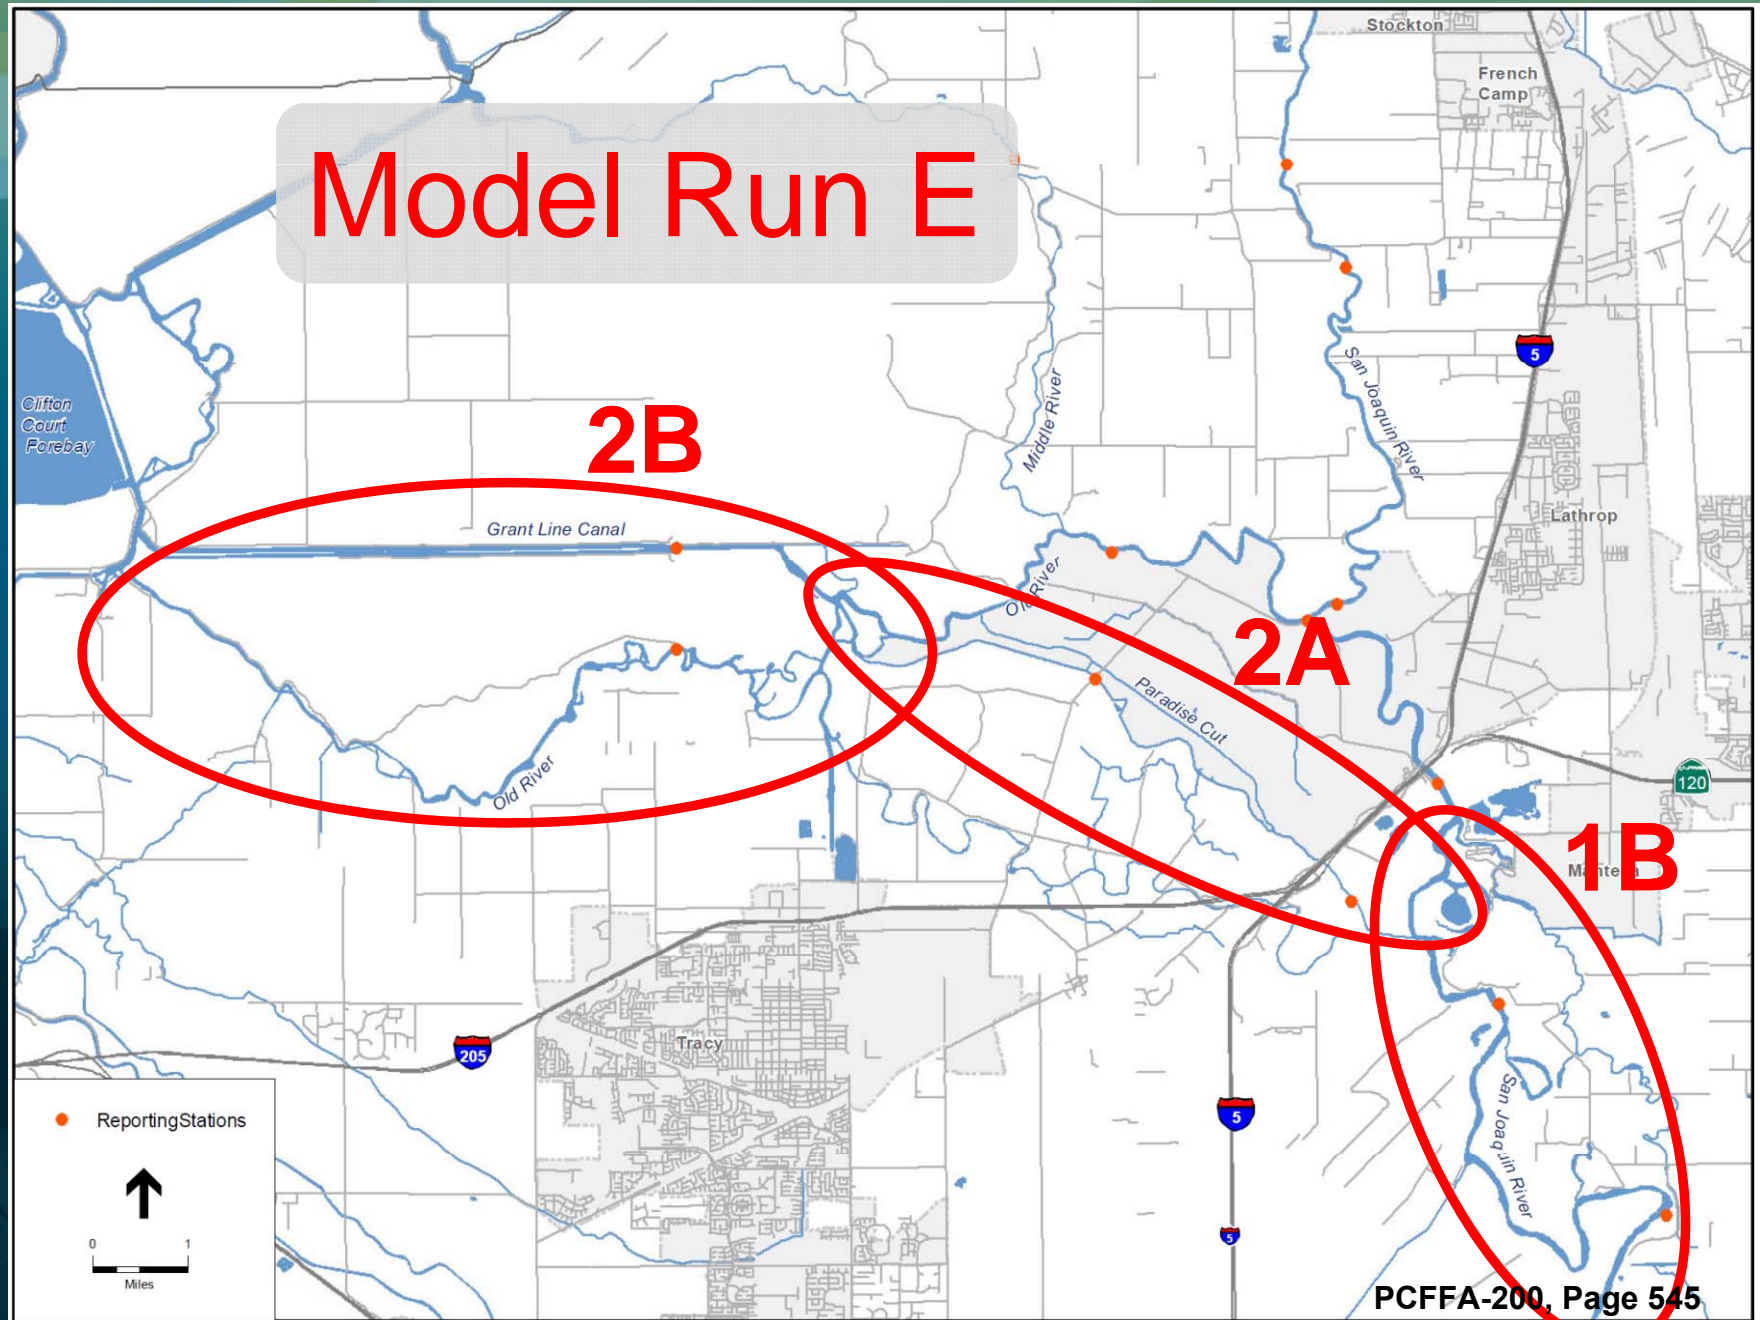 Stockton
French
Camp
Model Run E
Middle River
San Joaquin River
5
Clifton
Court
Forebay
2B
Grant Line Canal
Lathrop
Old River
2A
Paradise Cut
120
Old River
1B
Manteca
Tracy
205
5
San Joaquin River
ReportingStations
5
0 1
Miles
PCFFA-200, Page 545